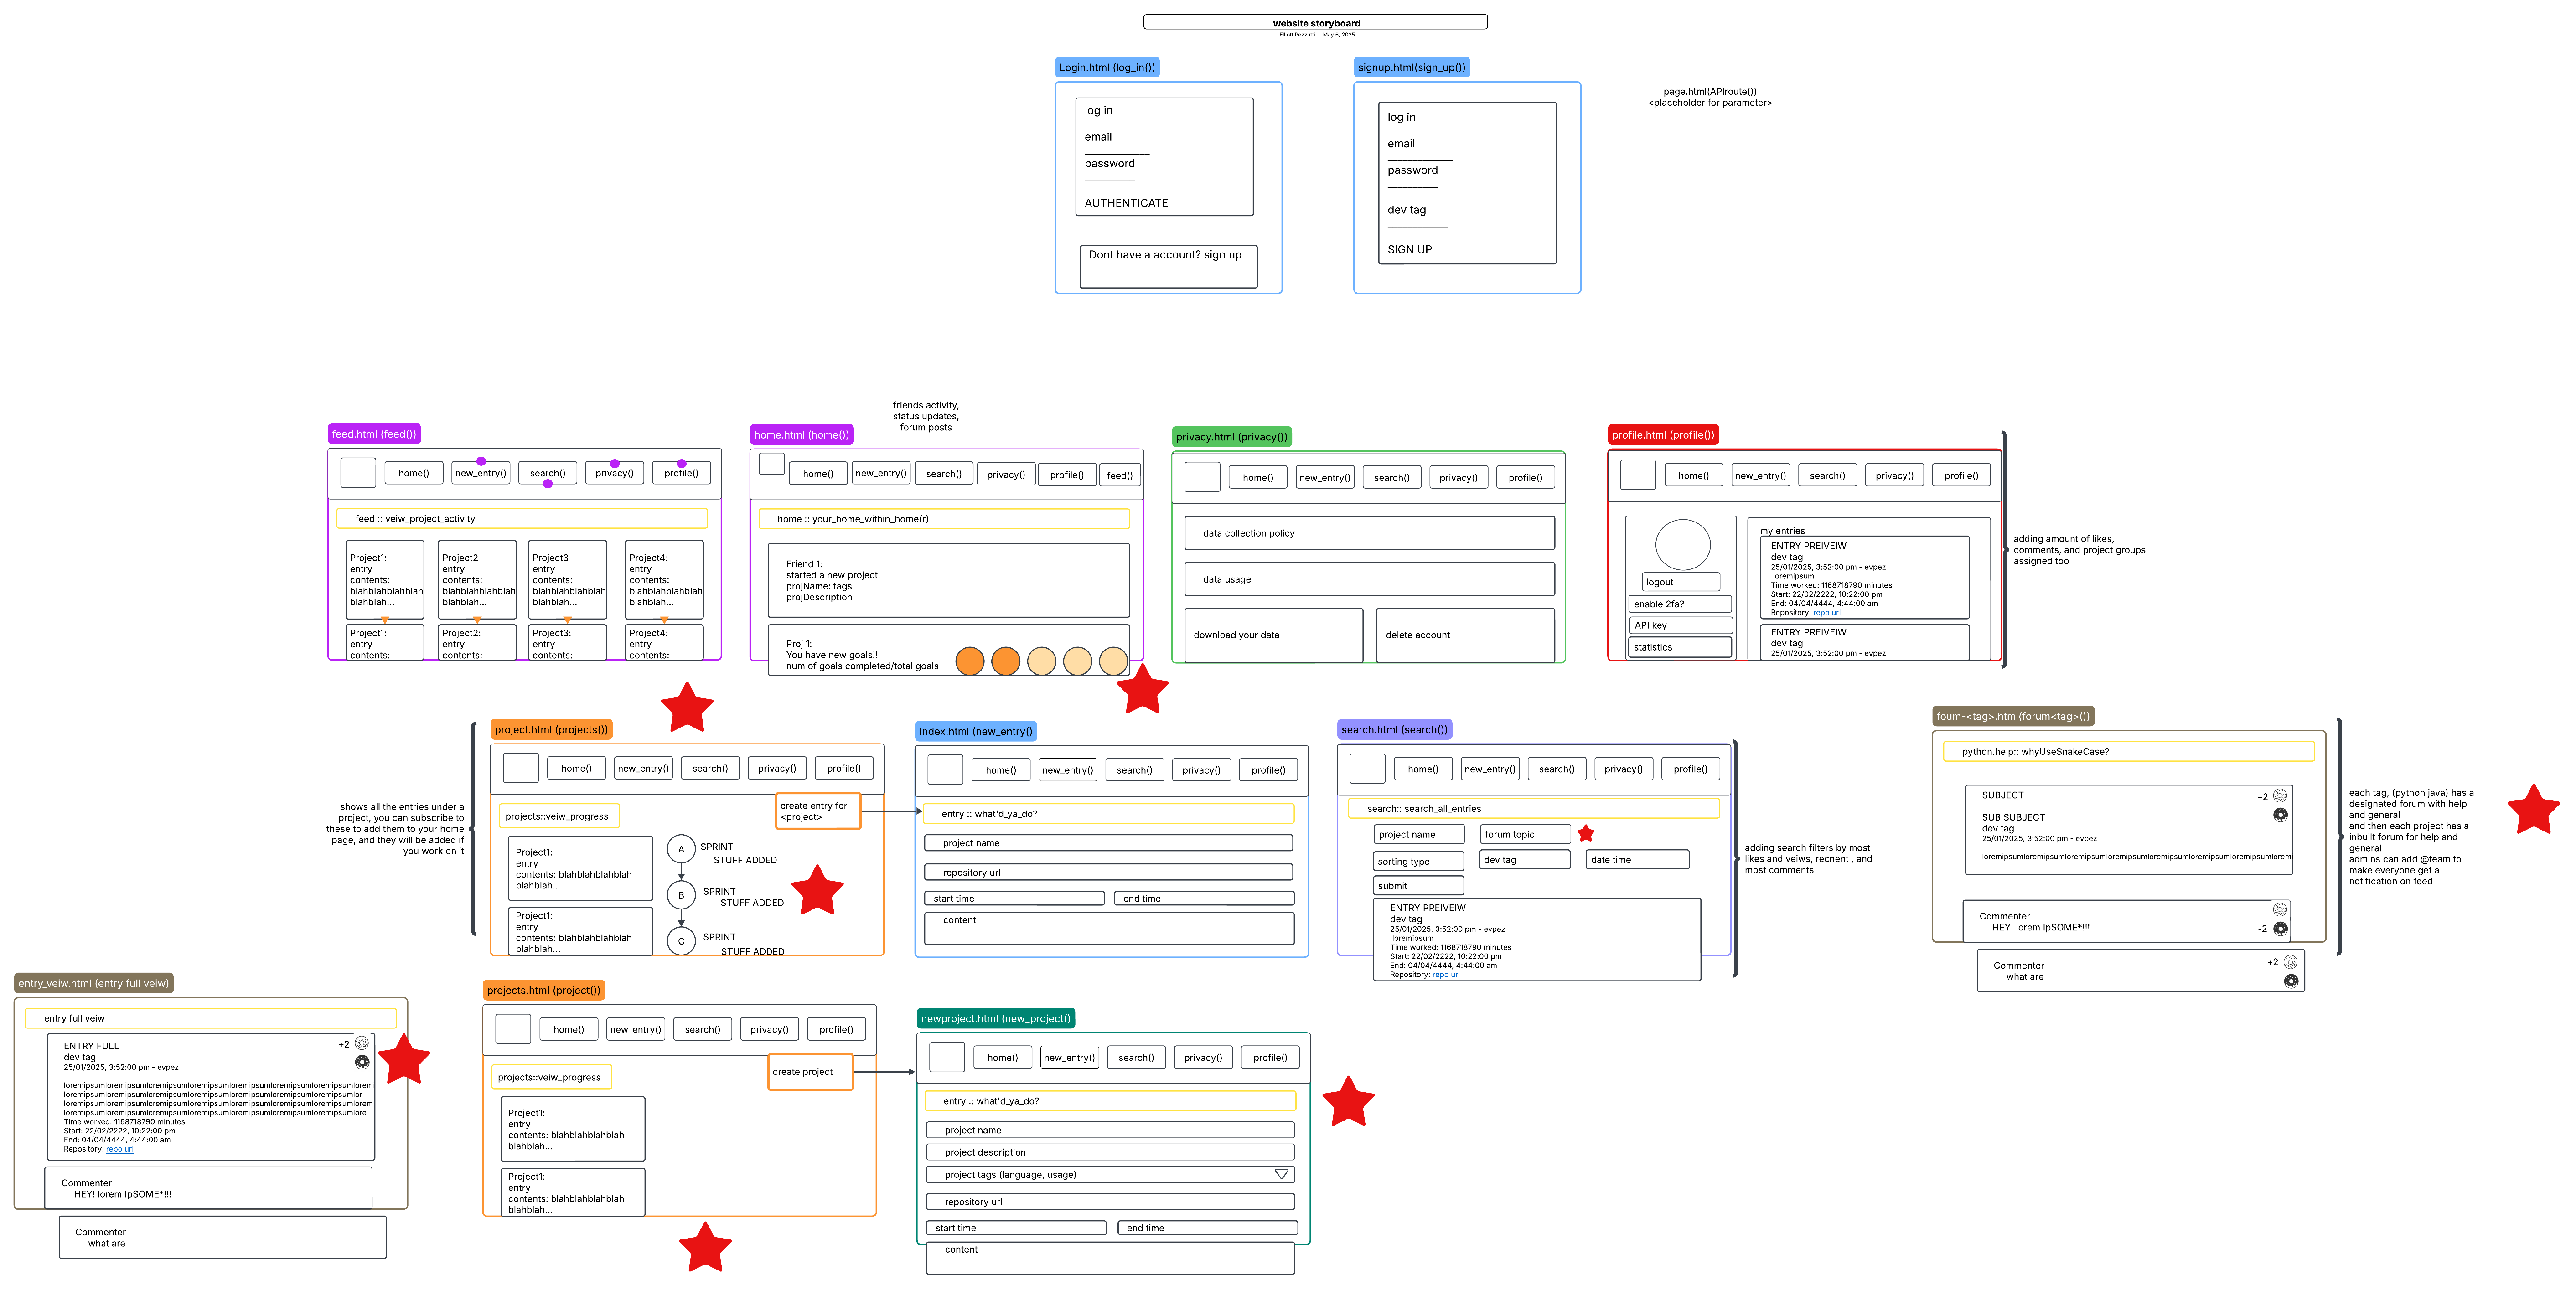 website storyboard
Elliott Pezzutti | May 6, 2025
Login.html (log_in())
log in
email
password
AUTHENTICATE
Dont have a account? sign up
signup.html(sign_up())
log in
email
password
dev tag
SIGN UP
page.html(APIroute())
<placeholder for parameter>
feed.html (feed())
home()
new_entry()
search()
privacy()
profile()
feed :: veiw_project_activity
Project1:
entry
contents:
blahblahblahblah
blahblah...
Project2
entry
contents:
blahblahblahblah
blahblah...
Project3
entry
contents:
blahblahblahblah
blahblah...
Project4:
entry
contents:
blahblahblahblah
blahblah...
Project1:
entry
contents:
Project2:
entry
contents:
Project3:
entry
contents:
Project4:
entry
contents:
friends activity,
status updates,
forum posts
home.html (home())
home()
new_entry()
search()
privacy()
profile()
feed()
home :: your_home_within_home(r)
Friend 1:
started a new project!
projName: tags
projDescription
Proj 1:
You have new goals!!
num of goals completed/total goals
privacy.html (privacy())
home()
new_entry()
search()
privacy()
profile()
data collection policy
data usage
download your data
delete account
profile.html (profile())
home()
new_entry()
search()
privacy()
profile()
logout
enable 2fa?
API key
statistics
my entries
ENTRY PREIVEIW
dev tag
25/01/2025, 3:52:00 pm - evpez
loremipsum
Time worked: 1168718790 minutes
Start: 22/02/2222, 10:22:00 pm
End: 04/04/4444, 4:44:00 am
Repository: repo url
ENTRY PREIVEIW
dev tag
25/01/2025, 3:52:00 pm - evpez
adding amount of likes,
comments, and project groups
assigned too
shows all the entries under a
project, you can subscribe to
these to add them to your home
page, and they will be added if
you work on it
project.html (projects())
home()
new_entry()
search()
privacy()
profile()
projects::veiw_progress
create entry for
<project>
Project1:
entry
contents: blahblahblahblah
blahblah...
Project1:
entry
contents: blahblahblahblah
blahblah...
A
SPRINT
STUFF ADDED
B
SPRINT
STUFF ADDED
C
SPRINT
STUFF ADDED
Index.html (new_entry()
home()
new_entry()
search()
privacy()
profile()
entry :: what'd_ya_do?
project name
repository url
start time
end time
content
search.html (search())
home()
new_entry()
search()
privacy()
profile()
search:: search_all_entries
project name
forum topic
sorting type
dev tag
date time
submit
ENTRY PREIVEIW
dev tag
25/01/2025, 3:52:00 pm - evpez
loremipsum
Time worked: 1168718790 minutes
Start: 22/02/2222, 10:22:00 pm
End: 04/04/4444, 4:44:00 am
Repository: repo url
adding search filters by most
likes and veiws, recnent , and
most comments
foum-<tag>.html(forum<tag>())
python.help:: whyUseSnakeCase?
SUBJECT
+2
SUB SUBJECT
dev tag
25/01/2025, 3:52:00 pm - evpez
loremipsumloremipsumloremipsumloremipsumloremipsumloremipsumloremipsumloremi
Commenter
HEY! lorem IpSOME*!!!
-2
Commenter
what are
+2
each tag, (python java) has a
designated forum with help
and general
and then each project has a
inbuilt forum for help and
general
admins can add @team to
make everyone get a
notification on feed
entry_veiw.html (entry full veiw)
entry full veiw
ENTRY FULL
+2
dev tag
25/01/2025, 3:52:00 pm - evpez
loremipsumloremipsumloremipsumloremipsumloremipsumloremipsumloremipsumloremi
loremipsumloremipsumloremipsumloremipsumloremipsumloremipsumloremipsumlor
loremipsumloremipsumloremipsumloremipsumloremipsumloremipsumloremipsumlorem
loremipsumloremipsumloremipsumloremipsumloremipsumloremipsumloremipsumlore
Time worked: 1168718790 minutes
Start: 22/02/2222, 10:22:00 pm
End: 04/04/4444, 4:44:00 am
Repository: repo url
Commenter
HEY! lorem IpSOME*!!!
Commenter
what are
projects.html (project())
home()
new_entry()
search()
privacy()
profile()
projects::veiw_progress
create project
Project1:
entry
contents: blahblahblahblah
blahblah...
Project1:
entry
contents: blahblahblahblah
blahblah...
newproject.html (new_project()
home()
new_entry()
search()
privacy()
profile()
entry :: what'd_ya_do?
project name
project description
project tags (language, usage)
repository url
start time
end time
content